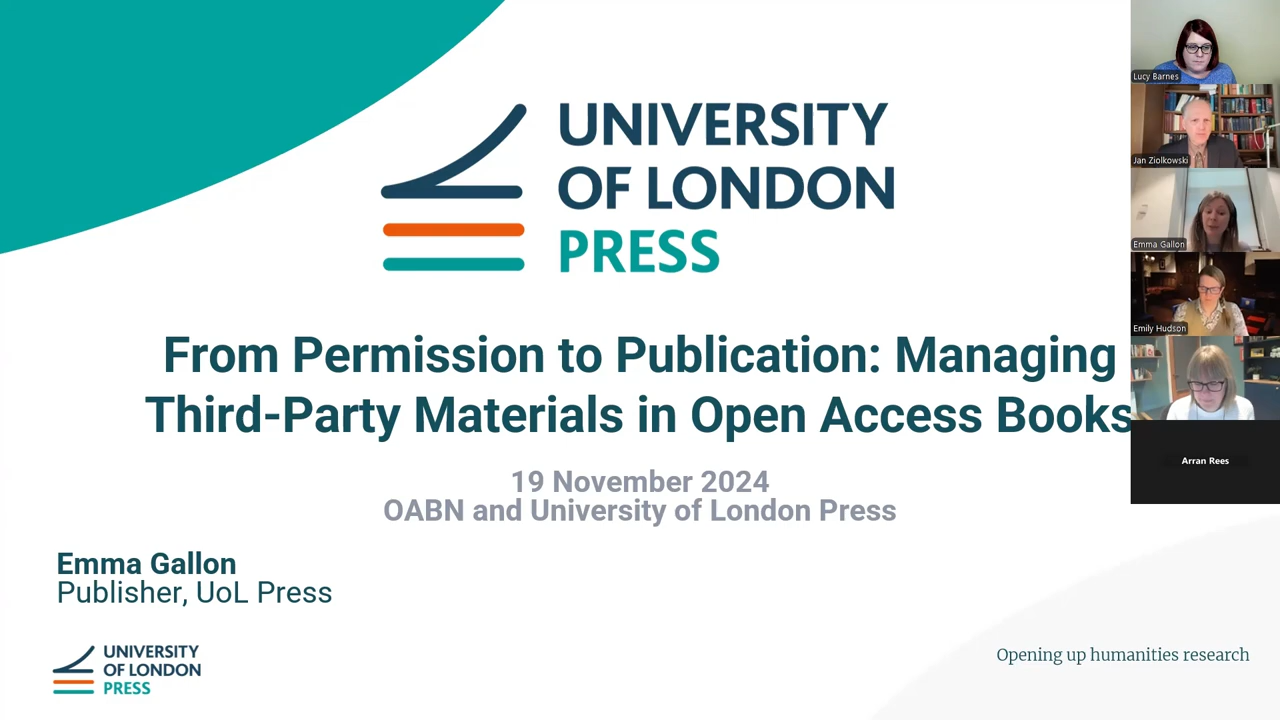 UNIVERSITY
OF LONDON
PRESS
From Permission to Publication: Managing
Third-Party Materials in Open Access Books
19 November 2024
OABN and University of London Press
Emma Gallon
Publisher, UoL Press
UNIVERSITY
OF LONDON
PRESS
Opening up humanities research
Lucy Barnes
Jan Ziolkowski
Emma Gallon
Emily Hudson
Arran Rees